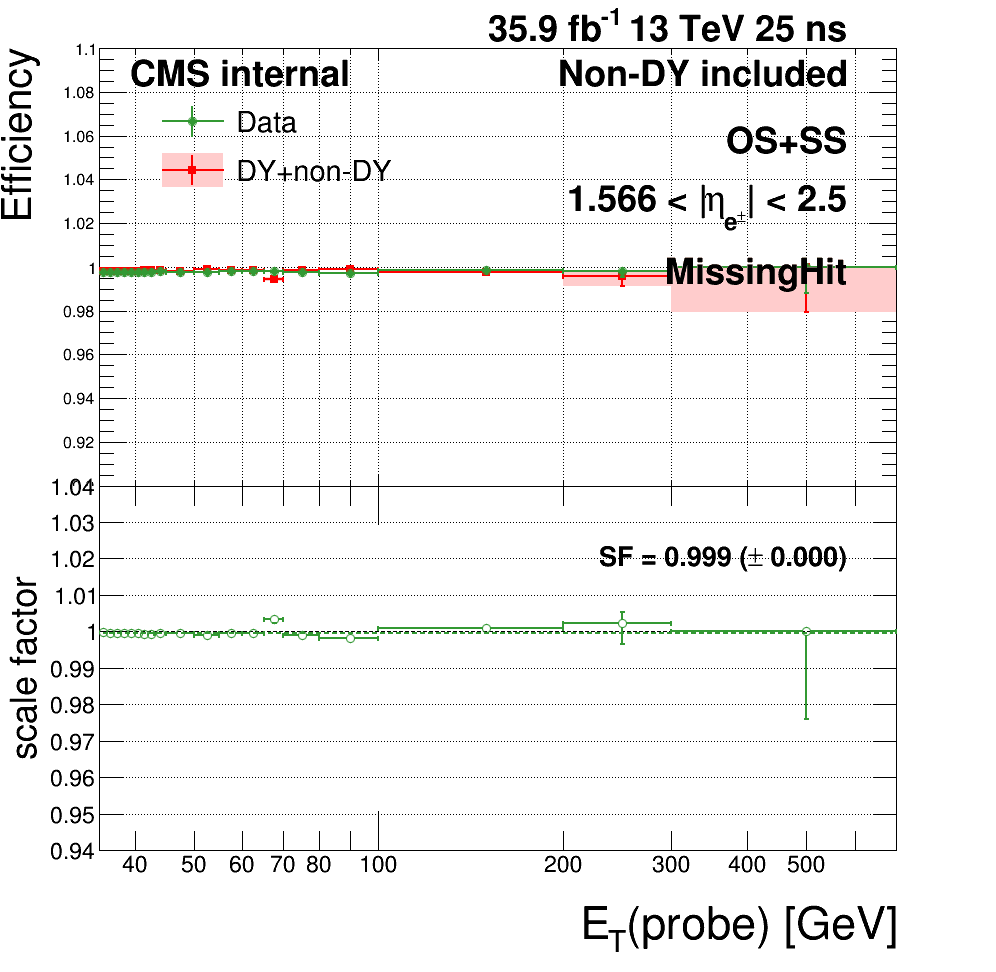 35.9 fb⁻¹ 13 TeV 25 ns
Efficiency
1.1
1.08
1.06
1.04
1.02
1
0.98
0.96
0.94
0.92
CMS internal
Data
DY+non-DY
Non-DY included
OS+SS
1.566 < |η_e±| < 2.5
MissingHit
scale factor
1.04
1.03
1.02
1.01
1
0.99
0.98
0.97
0.96
0.95
0.94
SF = 0.999 (± 0.000)
40 50 60 70 80 100 200 300 400 500
E_T(probe) [GeV]